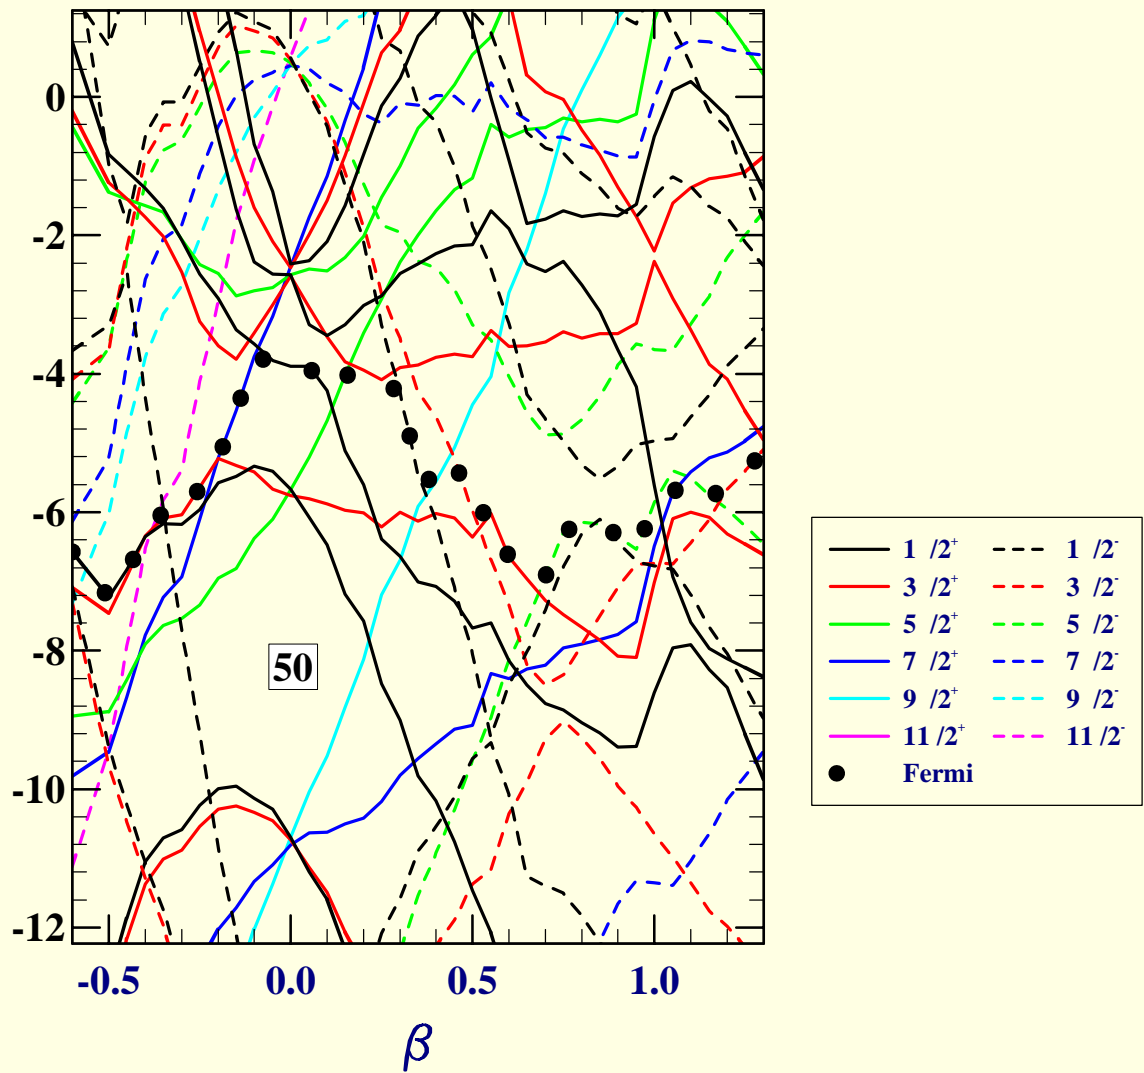 0
-2
-4
-6
-8
-10
-12
50
-0.5 0.0 0.5 1.0
β
1 /2+ 1 /2-
3 /2+ 3 /2-
5 /2+ 5 /2-
7 /2+ 7 /2-
9 /2+ 9 /2-
11 /2+ 11 /2-
Fermi